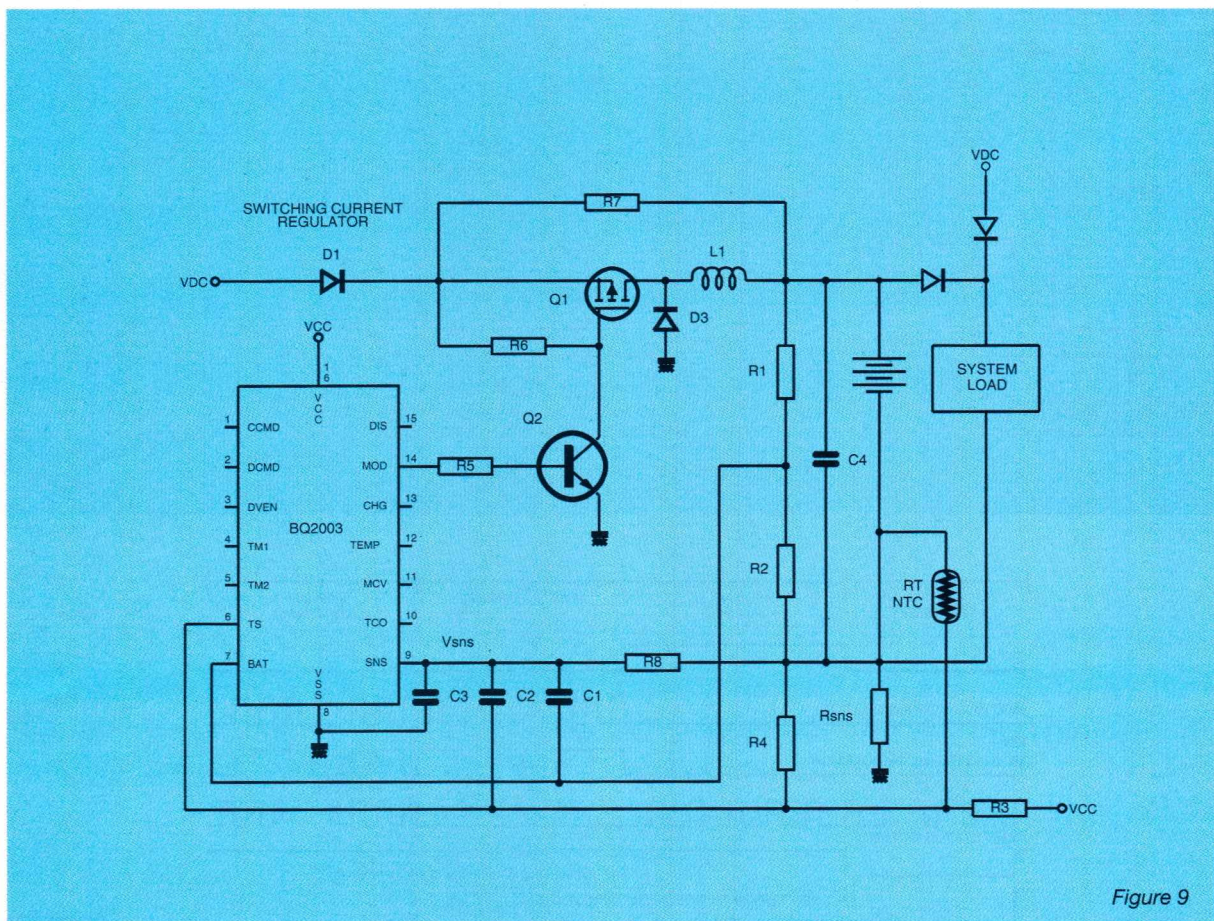 VDC
R7
SWITCHING CURRENT
REGULATOR
D1
L1
VDC
Q1
D3
VCC
R6
R1
SYSTEM
LOAD
1
6
V
C
C
Q2
1 CCMD
DIS 15
2 DCMD
MOD 14
R5
C4
3 DVEN
CHG 13
BQ2003
4 TM1
TEMP 12
R2
5 TM2
MCV 11
RT
NTC
6 TS
TCO 10
Vsns
7 BAT
SNS 9
R8
V
S
S
8
C3
C2
C1
Rsns
R4
R3
VCC
Figure 9